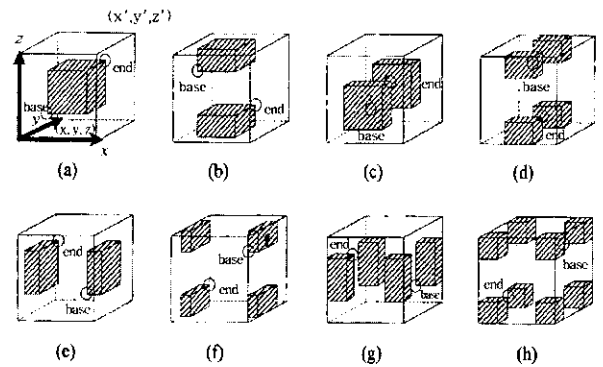 (x',y',z')
z
end
base
y
(x, y, z)
x
(a)
base
end
(b)
end
base
(c)
base
end
(d)
end
base
(e)
base
end
(f)
end
base
(g)
base
end
(h)